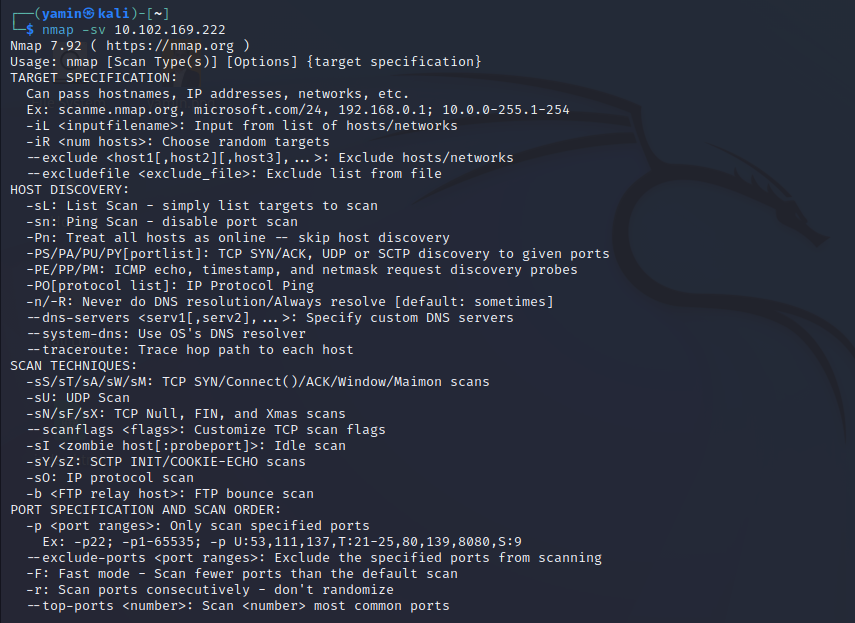 ┌──(yamin㉿kali)-[~]
└─$ nmap -sv 10.102.169.222
Nmap 7.92 ( https://nmap.org )
Usage: nmap [Scan Type(s)] [Options] {target specification}
TARGET SPECIFICATION:
  Can pass hostnames, IP addresses, networks, etc.
  Ex: scanme.nmap.org, microsoft.com/24, 192.168.0.1; 10.0.0-255.1-254
  -iL <inputfilename>: Input from list of hosts/networks
  -iR <num hosts>: Choose random targets
  --exclude <host1[,host2][,host3],...>: Exclude hosts/networks
  --excludefile <exclude_file>: Exclude list from file
HOST DISCOVERY:
  -sL: List Scan - simply list targets to scan
  -sn: Ping Scan - disable port scan
  -Pn: Treat all hosts as online -- skip host discovery
  -PS/PA/PU/PY[portlist]: TCP SYN/ACK, UDP or SCTP discovery to given ports
  -PE/PP/PM: ICMP echo, timestamp, and netmask request discovery probes
  -PO[protocol list]: IP Protocol Ping
  -n/-R: Never do DNS resolution/Always resolve [default: sometimes]
  --dns-servers <serv1[,serv2],...>: Specify custom DNS servers
  --system-dns: Use OS's DNS resolver
  --traceroute: Trace hop path to each host
SCAN TECHNIQUES:
  -sS/sT/sA/sW/sM: TCP SYN/Connect()/ACK/Window/Maimon scans
  -sU: UDP Scan
  -sN/sF/sX: TCP Null, FIN, and Xmas scans
  --scanflags <flags>: Customize TCP scan flags
  -sI <zombie host[:probeport]>: Idle scan
  -sY/sZ: SCTP INIT/COOKIE-ECHO scans
  -sO: IP protocol scan
  -b <FTP relay host>: FTP bounce scan
PORT SPECIFICATION AND SCAN ORDER:
  -p <port ranges>: Only scan specified ports
    Ex: -p22; -p1-65535; -p U:53,111,137,T:21-25,80,139,8080,S:9
  --exclude-ports <port ranges>: Exclude the specified ports from scanning
  -F: Fast mode - Scan fewer ports than the default scan
  -r: Scan ports consecutively - don't randomize
  --top-ports <number>: Scan <number> most common ports